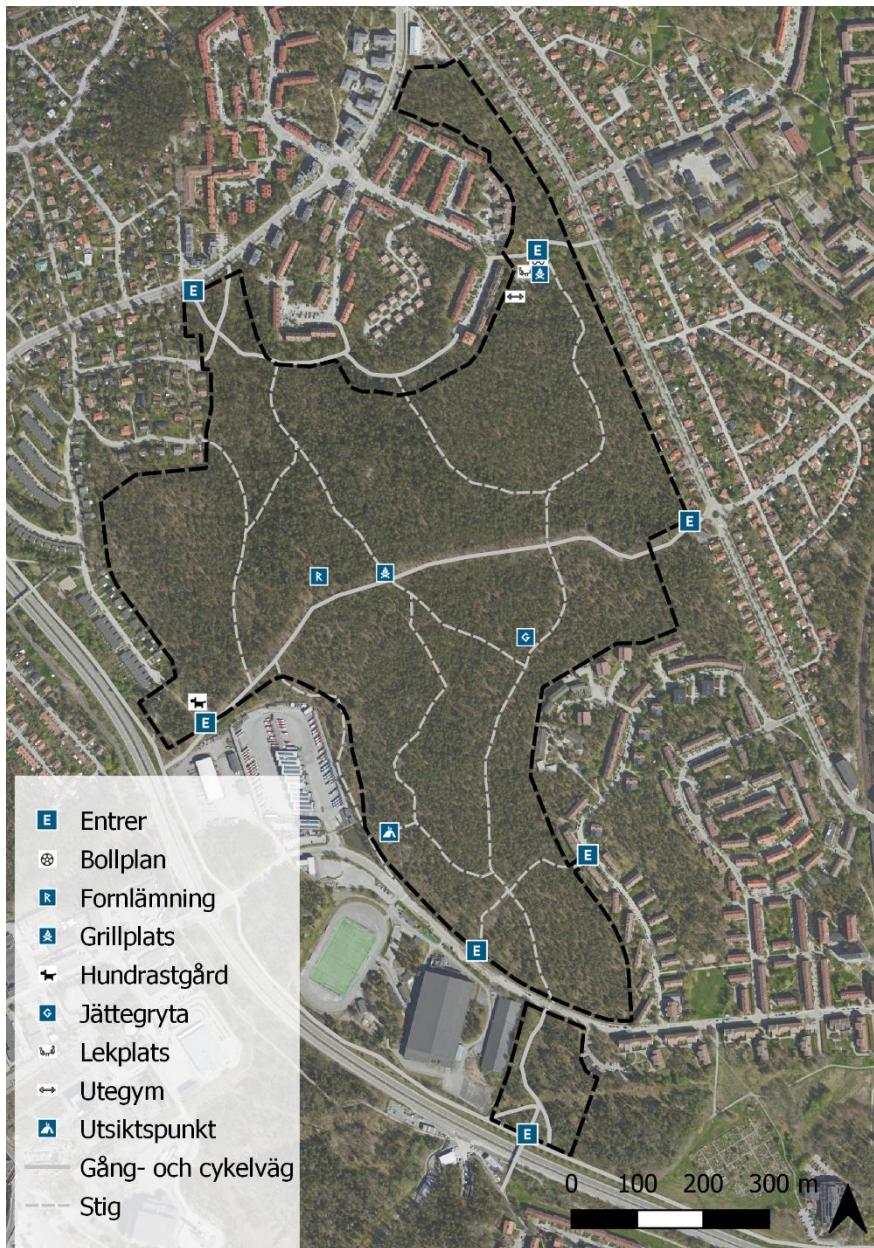 E
E
E
R
G
E
E
E
E
E Entrer
Bollplan
R Fornlämning
Grillplats
Hundrastgård
G Jättegryta
Lekplats
Utegym
Utsiktspunkt
Gång- och cykelväg
Stig
0 100 200 300 m